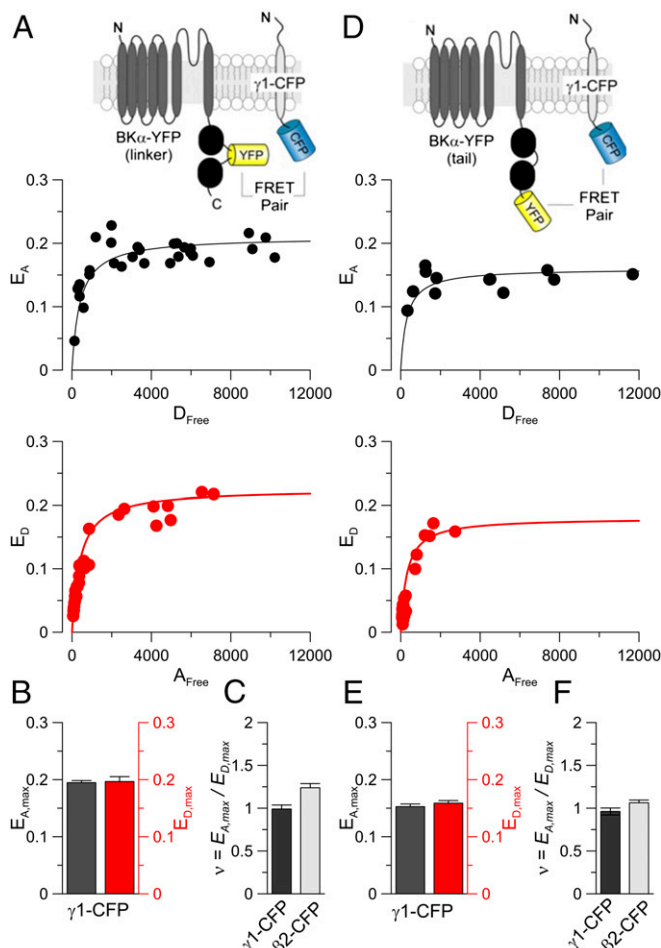 A
N
N
γ1-CFP
BKα-YFP
(linker)
YFP
CFP
C
FRET
Pair
0.3
0.2
0.1
0
E_A
0
4000
8000
12000
D_Free
0.3
0.2
0.1
0
E_D
0
4000
8000
12000
A_Free
D
N
N
γ1-CFP
BKα-YFP
(tail)
YFP
CFP
FRET
Pair
0.3
0.2
0.1
0
E_A
0
4000
8000
12000
D_Free
0.3
0.2
0.1
0
E_D
0
4000
8000
12000
A_Free
B
0.3
0.2
0.1
0
E_A,max
0.3
0.2
0.1
0
E_D,max
γ1-CFP
C
2
1.5
1
0.5
0
ν = E_A,max / E_D,max
γ1-CFP
β2-CFP
E
0.3
0.2
0.1
0
E_A,max
0.3
0.2
0.1
0
E_D,max
γ1-CFP
F
2
1.5
1
0.5
0
ν = E_A,max / E_D,max
γ1-CFP
β2-CFP